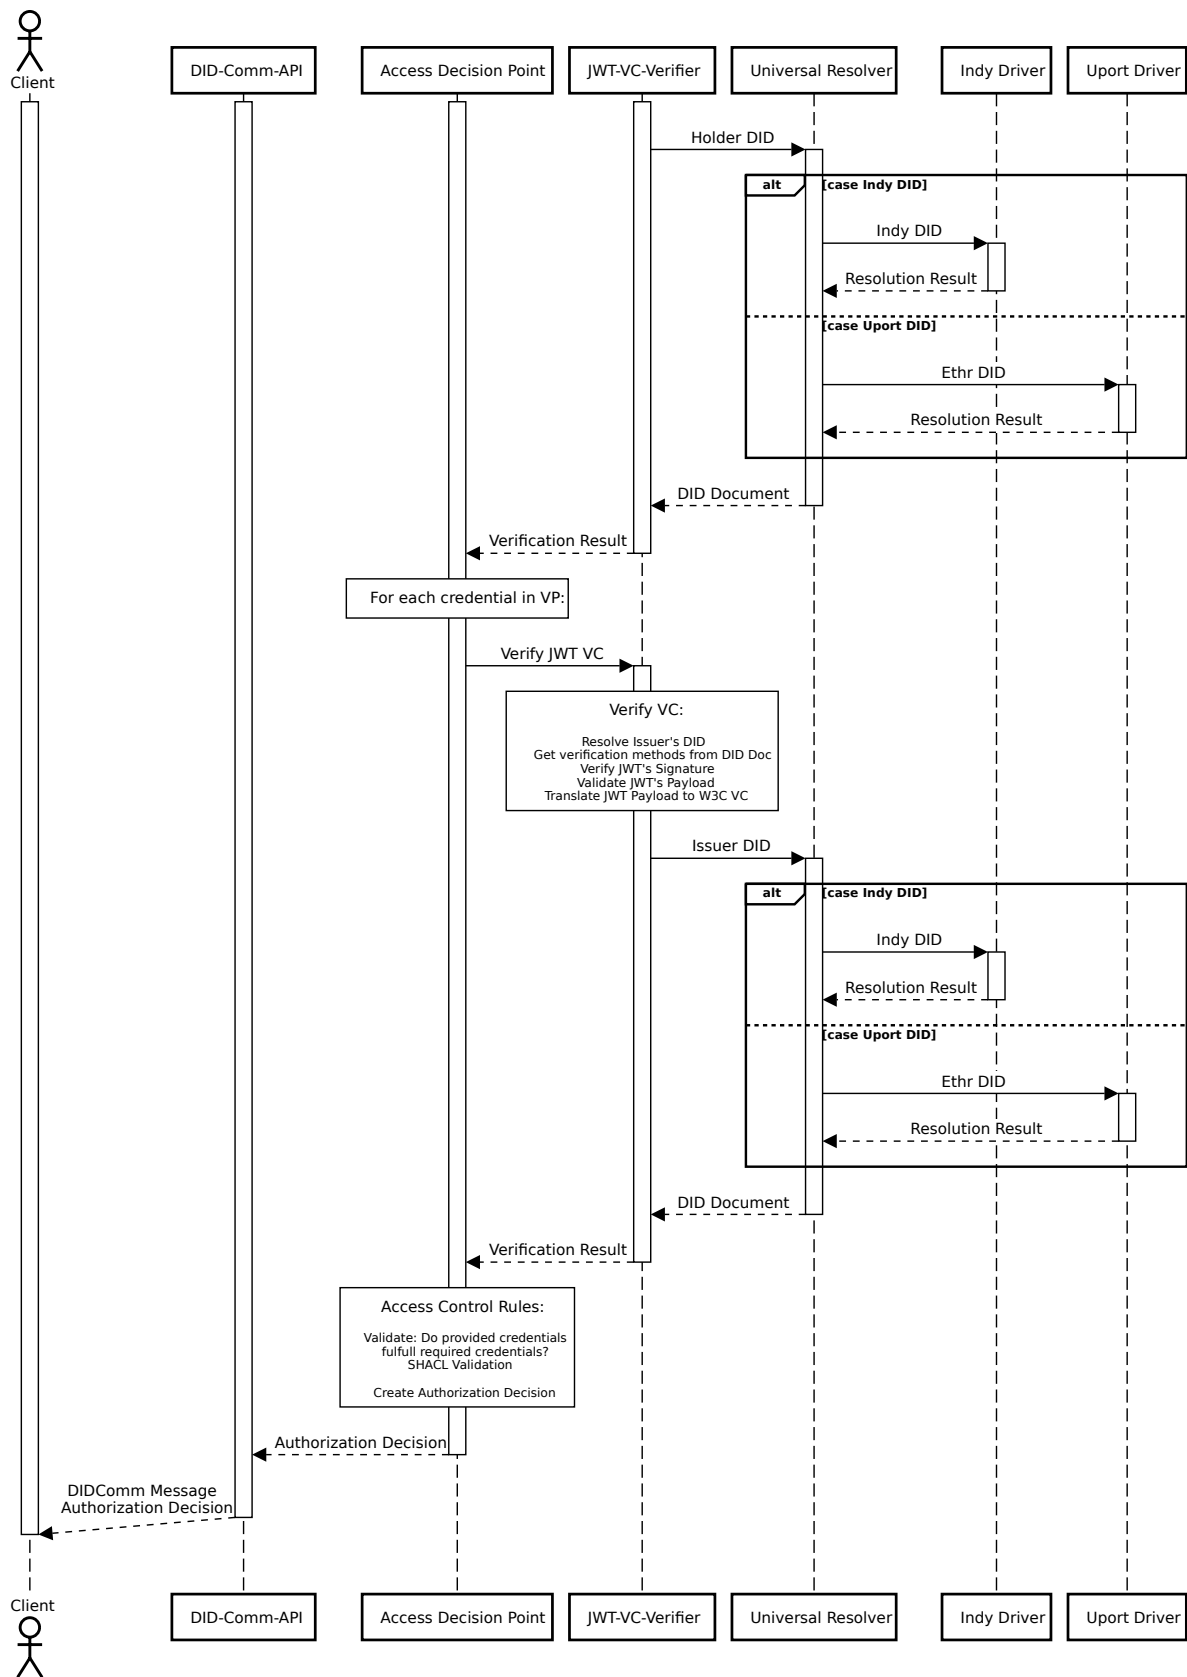 Client
DID-Comm-API
Access Decision Point
JWT-VC-Verifier
Universal Resolver
Indy Driver
Uport Driver
Holder DID
alt
[case Indy DID]
Indy DID
Resolution Result
[case Uport DID]
Ethr DID
Resolution Result
DID Document
Verification Result
For each credential in VP:
Verify JWT VC
Verify VC:
Resolve Issuer's DID
Get verification methods from DID Doc
Verify JWT's Signature
Validate JWT's Payload
Translate JWT Payload to W3C VC
Issuer DID
alt
[case Indy DID]
Indy DID
Resolution Result
[case Uport DID]
Ethr DID
Resolution Result
DID Document
Verification Result
Access Control Rules:
Validate: Do provided credentials
fulfull required credentials?
SHACL Validation
Create Authorization Decision
Authorization Decision
DIDComm Message
Authorization Decision
Client
DID-Comm-API
Access Decision Point
JWT-VC-Verifier
Universal Resolver
Indy Driver
Uport Driver